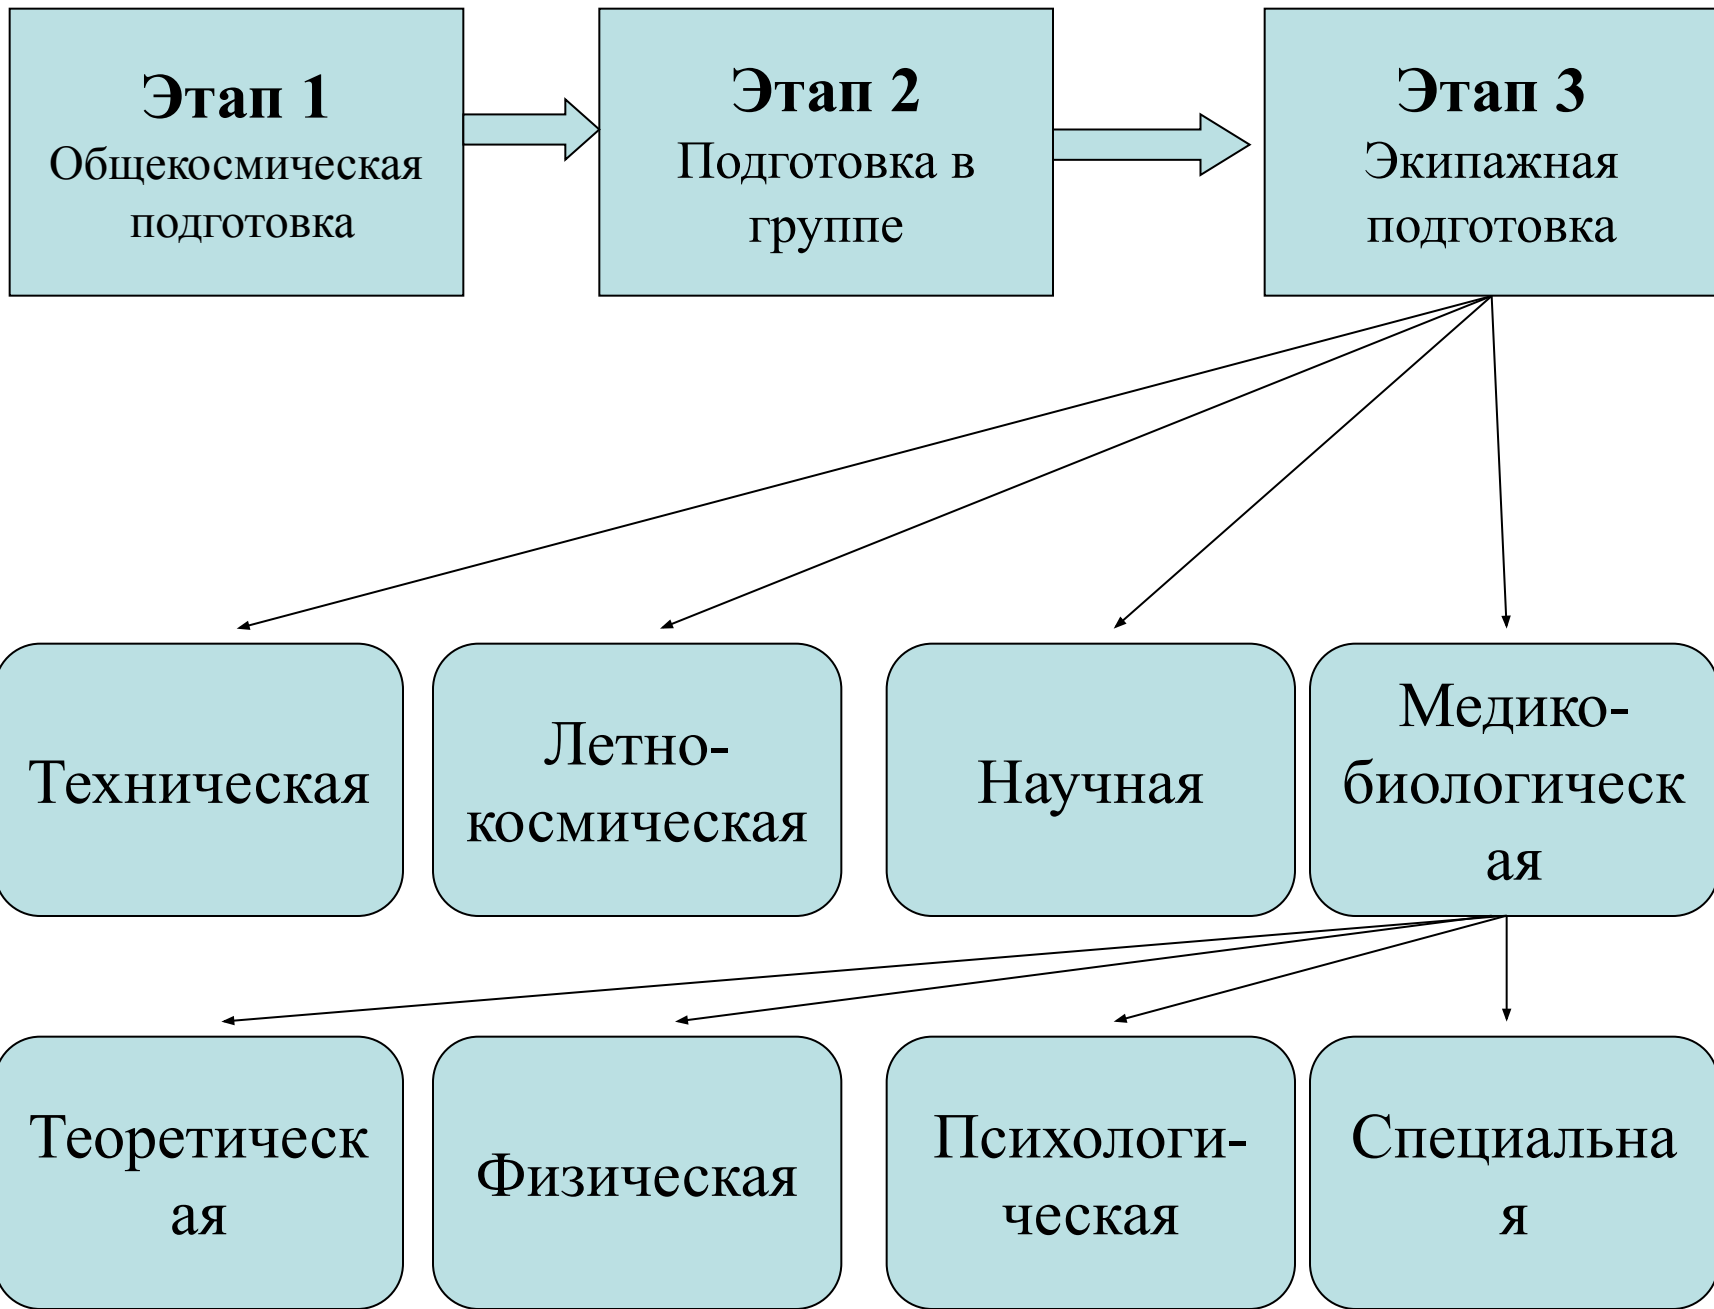 Этап 1
Общекосмическая
подготовка
Этап 2
Подготовка в
группе
Этап 3
Экипажная
подготовка
Техническая
Летно-
космическая
Научная
Медико-
биологическ
ая
Теоретическ
ая
Физическая
Психологи-
ческая
Специальна
я